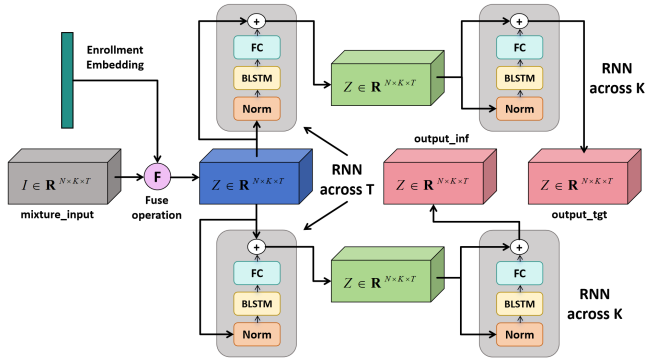 Enrollment
Embedding
+
FC
BLSTM
Norm
Z ∈ R^{N×K×T}
+
FC
BLSTM
Norm
RNN
across K
I ∈ R^{N×K×T}
mixture_input
F
Fuse
operation
Z ∈ R^{N×K×T}
RNN
across T
output_inf
Z ∈ R^{N×K×T}
Z ∈ R^{N×K×T}
output_tgt
+
FC
BLSTM
Norm
Z ∈ R^{N×K×T}
+
FC
BLSTM
Norm
RNN
across K